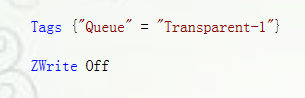 Tags {"Queue" = "Transparent-1"}
ZWrite Off